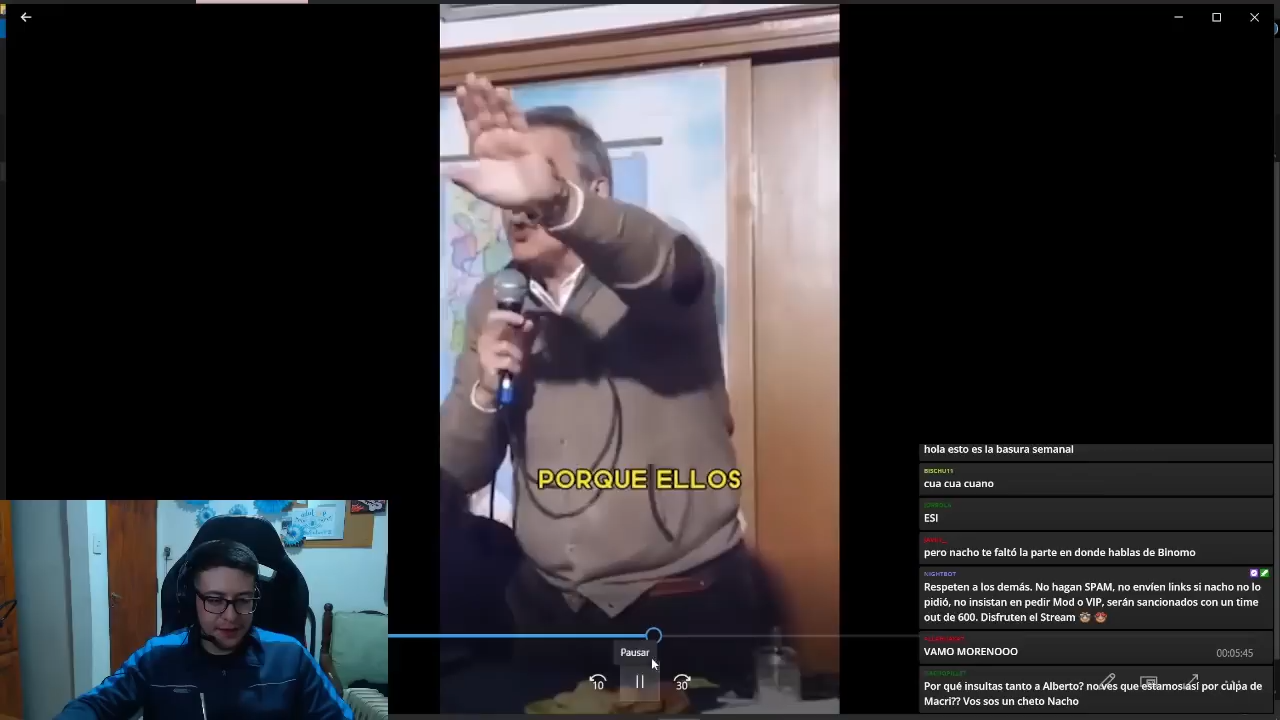 PORQUE ELLOS
Pausar
10
30
hola esto es la basura semanal
BISCHU11
cua cua cuano
ESI
pero nacho te faltó la parte en donde hablas de Binomo
NIGHTBOT
Respeten a los demás. No hagan SPAM, no envíen links si nacho no lo
pidió, no insistan en pedir Mod o VIP, serán sancionados con un time
out de 600. Disfruten el Stream
VAMO MORENOOO
00:05:45
Por qué insultas tanto a Alberto? no ves que estamos así por culpa de
Macri?? Vos sos un cheto Nacho